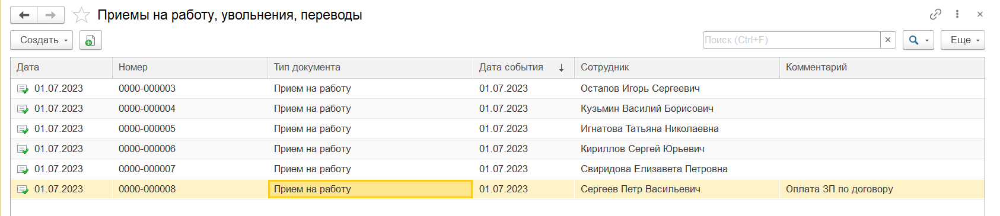 Приемы на работу, увольнения, переводы
Создать Поиск (Ctrl+F) × Еще
Дата Номер Тип документа Дата события ↓ Сотрудник Комментарий
01.07.2023 0000-000003 Прием на работу 01.07.2023 Остапов Игорь Сергеевич
01.07.2023 0000-000004 Прием на работу 01.07.2023 Кузьмин Василий Борисович
01.07.2023 0000-000005 Прием на работу 01.07.2023 Игнатова Татьяна Николаевна
01.07.2023 0000-000006 Прием на работу 01.07.2023 Кириллов Сергей Юрьевич
01.07.2023 0000-000007 Прием на работу 01.07.2023 Свиридова Елизавета Петровна
01.07.2023 0000-000008 Прием на работу 01.07.2023 Сергеев Петр Васильевич Оплата ЗП по договору